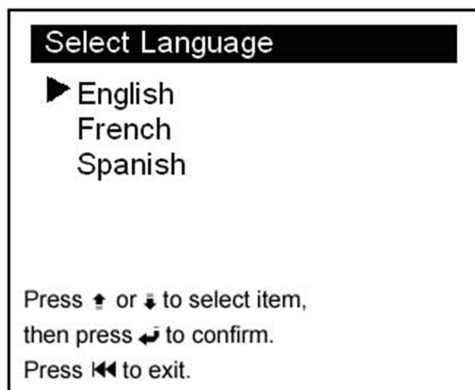 Select Language
English
French
Spanish
Press ⬆ or ⬇ to select item,
then press ↵ to confirm.
Press ⏮ to exit.